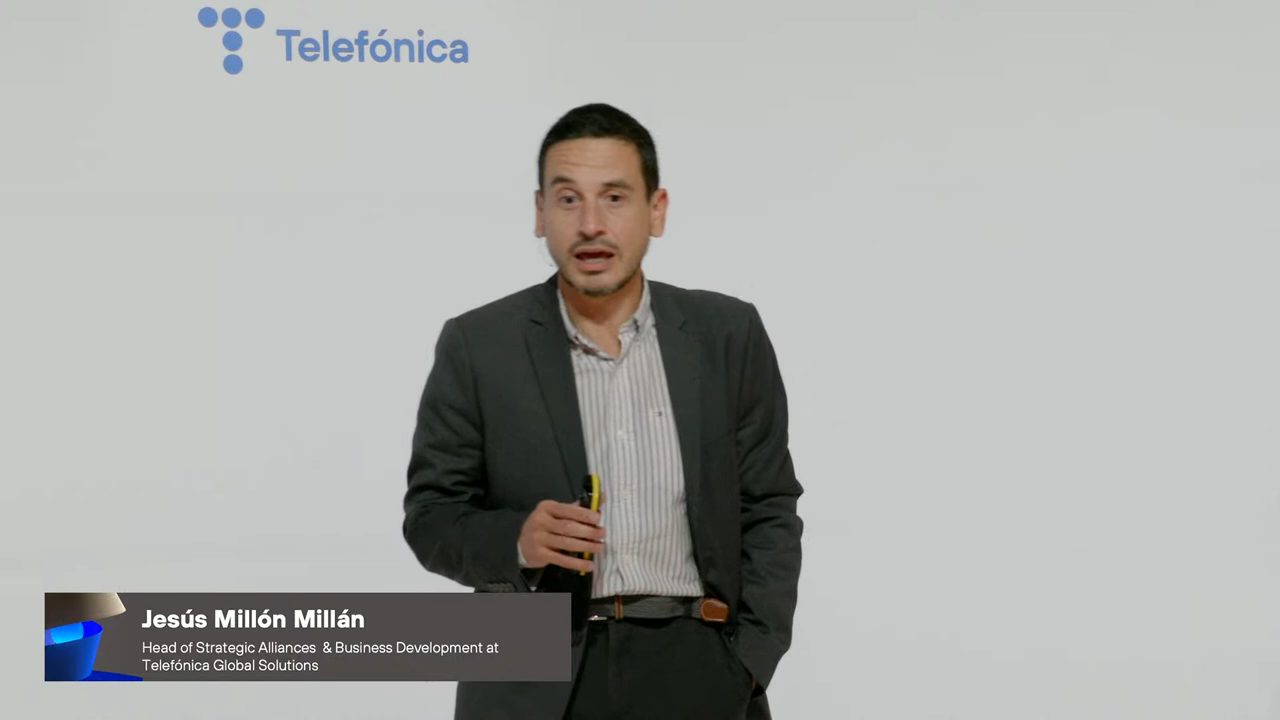 Telefónica
Jesús Millón Millán
Head of Strategic Alliances & Business Development at
Telefónica Global Solutions